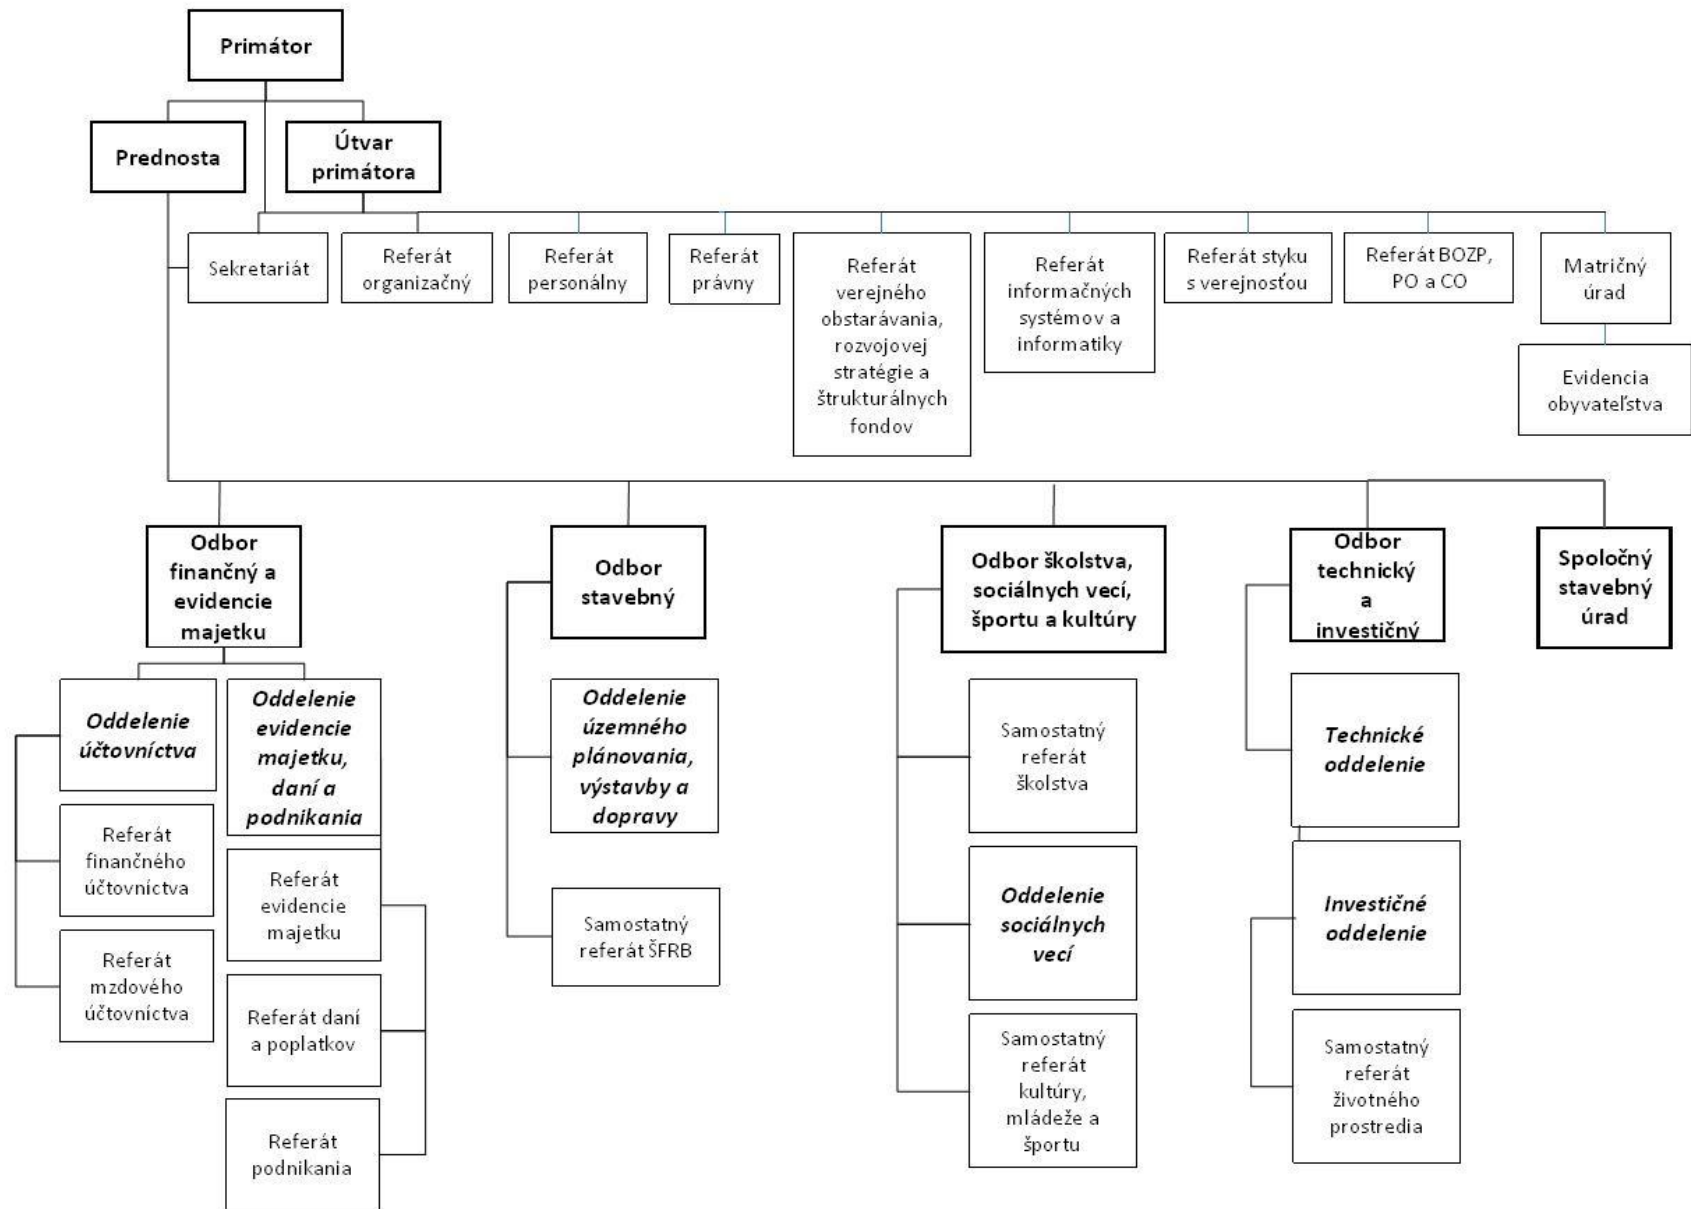 Primátor
Prednosta
Útvar
primátora
Sekretariát
Referát
organizačný
Referát
personálny
Referát
právny
Referát
verejného
obstarávania,
rozvojovej
stratégie a
štrukturálnych
fondov
Referát
informačných
systémov a
informatiky
Referát styku
s verejnosťou
Referát BOZP,
PO a CO
Matričný
úrad
Evidencia
obyvateľstva
Odbor
finančný a
evidencie
majetku
Odbor
stavebný
Odbor školstva,
sociálnych vecí,
športu a kultúry
Odbor
technický
a
investičný
Spoločný
stavebný
úrad
Oddelenie
účtovníctva
Oddelenie
evidencie
majetku,
daní a
podnikania
Oddelenie
územného
plánovania,
výstavby a
dopravy
Samostatný
referát
školstva
Technické
oddelenie
Referát
finančného
účtovníctva
Referát
evidencie
majetku
Samostatný
referát ŠFRB
Oddelenie
sociálnych
vecí
Investičné
oddelenie
Referát
mzdového
účtovníctva
Referát daní
a poplatkov
Samostatný
referát
kultúry,
mládeže a
športu
Samostatný
referát
životného
prostredia
Referát
podnikania